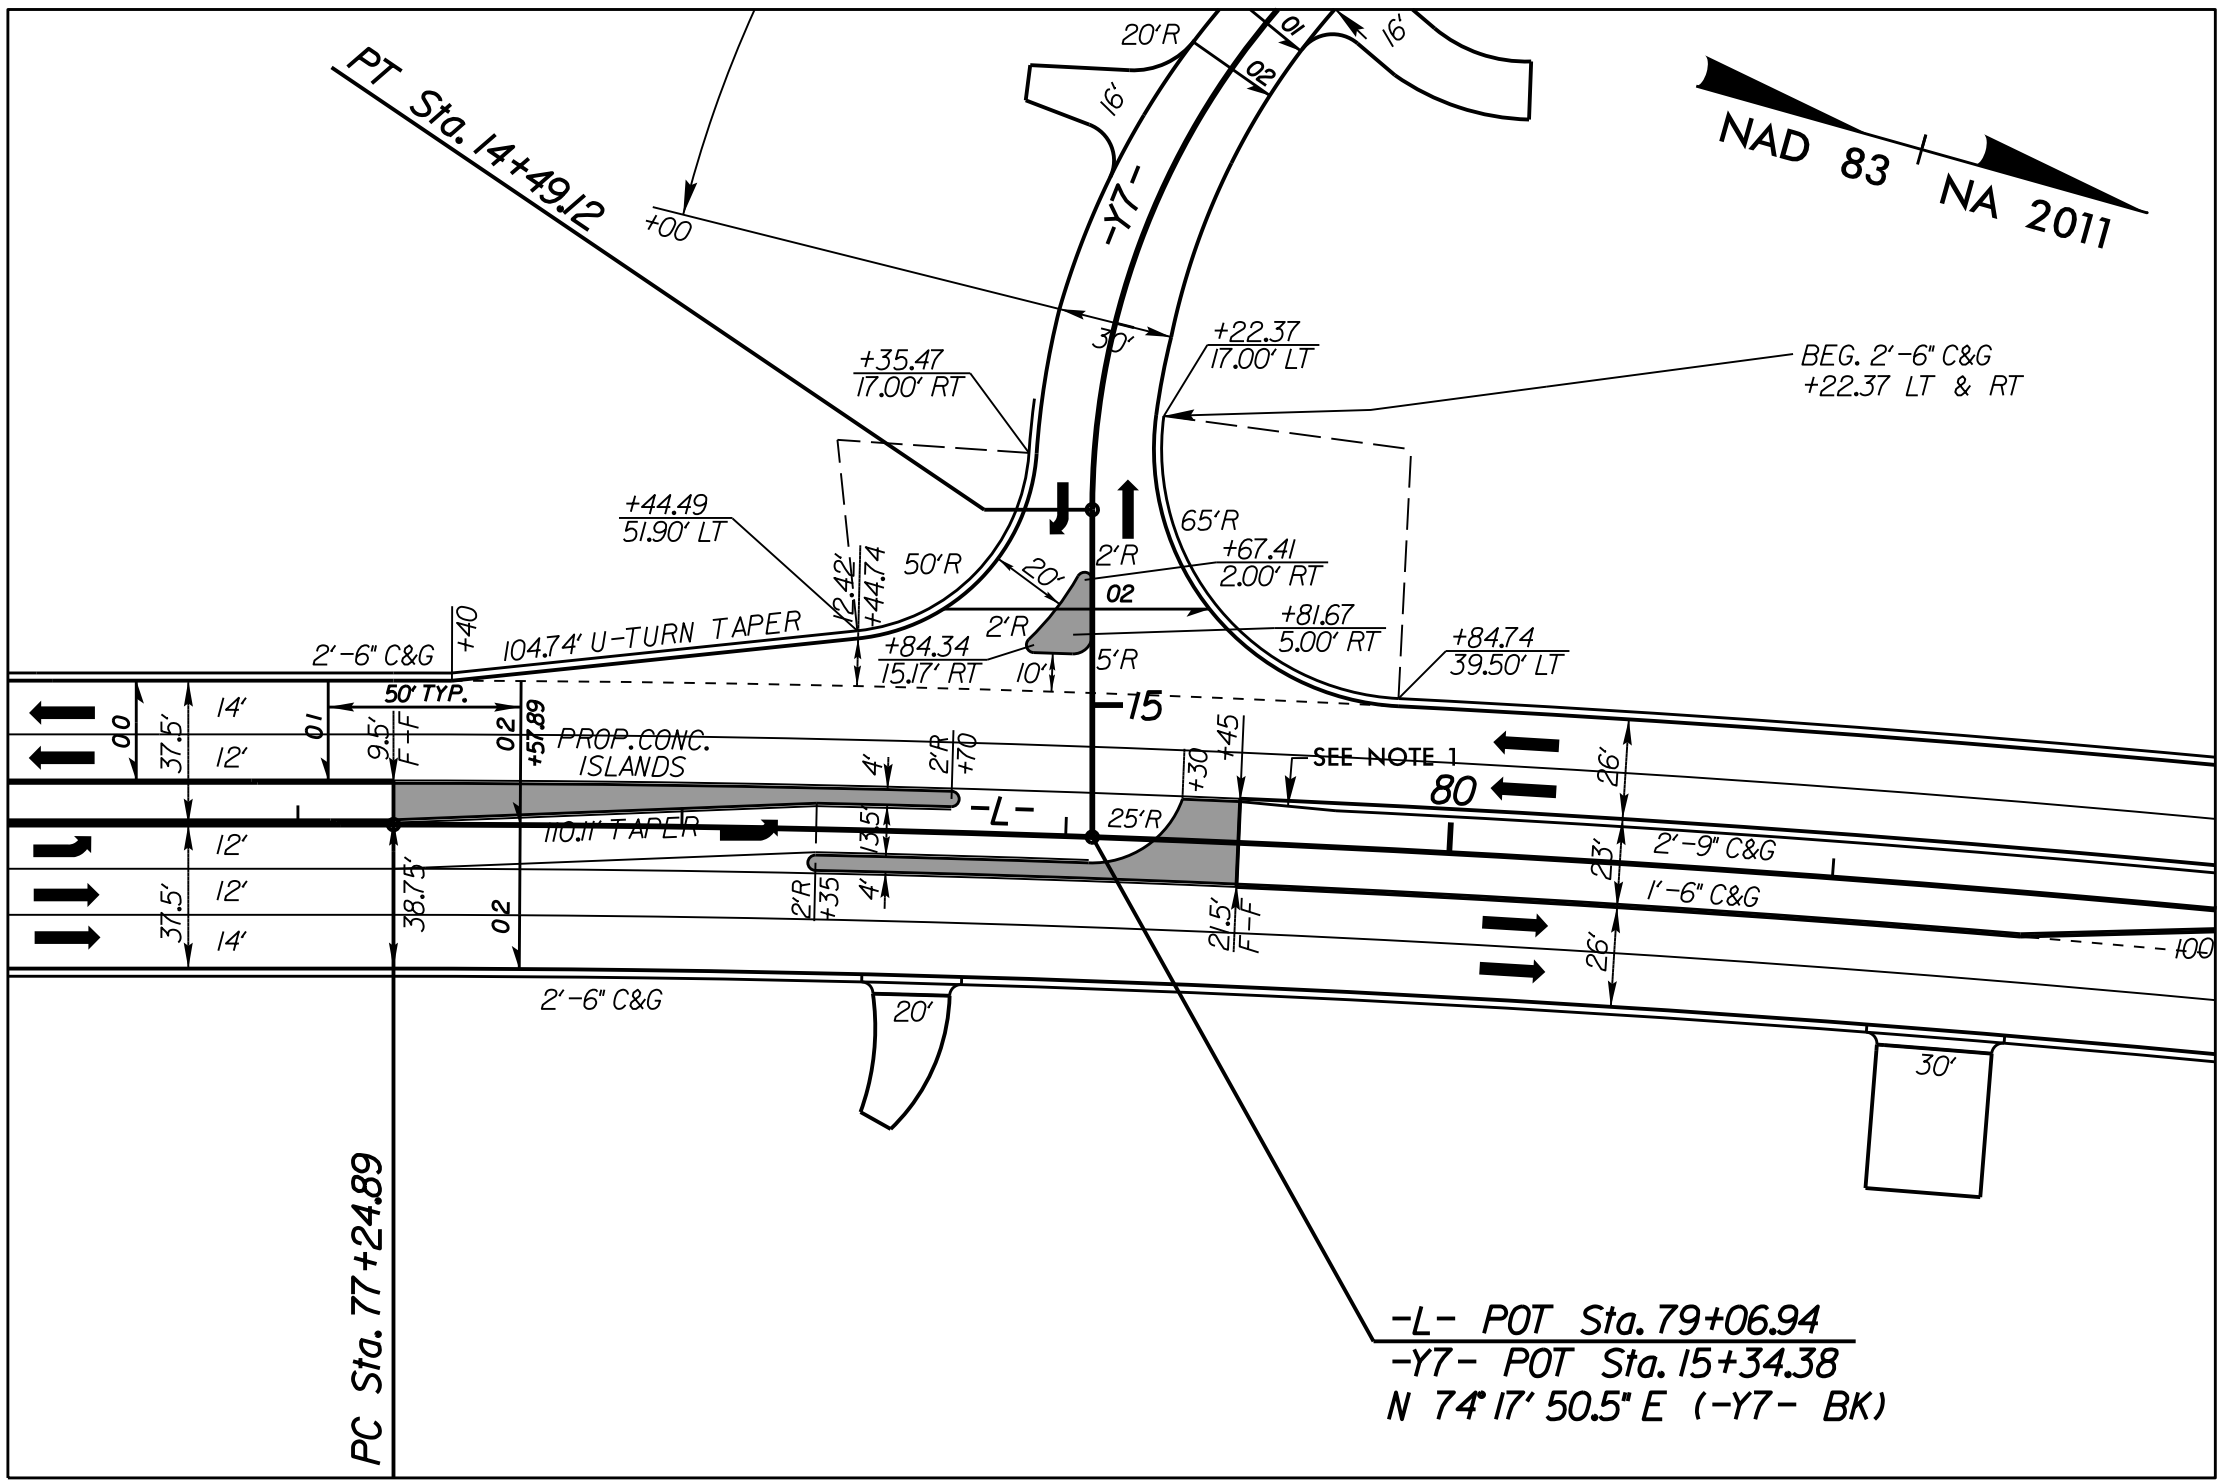 20'R
01
02
16'
16'
NAD 83
NA 2011
PT Sta. 14+49.12
+00
-Y7-
30'
+22.37
17.00' LT
+35.47
17.00' RT
BEG. 2'-6" C&G
+22.37 LT & RT
+44.49
51.90' LT
50'R
12.42'
+44.74
20'
2'R
65'R
+67.41
2.00' RT
02
+81.67
5.00' RT
2'R
+84.34
15.17' RT
10'
5'R
+84.74
39.50' LT
2'-6" C&G
+40
104.74' U-TURN TAPER
50' TYP.
15
00
37.5'
14'
12'
01
9.5'
F-F
02
+57.89
PROP. CONC.
ISLANDS
4'
2'R
+70
+30
+45
SEE NOTE 1
80
26'
-L-
25'R
110.11' TAPER
13.5'
2'-9" C&G
23'
1'-6" C&G
12'
12'
14'
37.5'
38.75'
02
2'R
+35
4'
21.5'
F-F
26'
100
2'-6" C&G
20'
30'
PC Sta. 77+24.89
-L- POT Sta. 79+06.94
-Y7- POT Sta. 15+34.38
N 74° 17' 50.5" E (-Y7- BK)